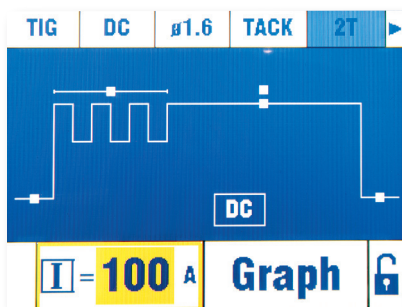 TIG DC ø1.6 TACK 2T
DC
I = 100 A Graph